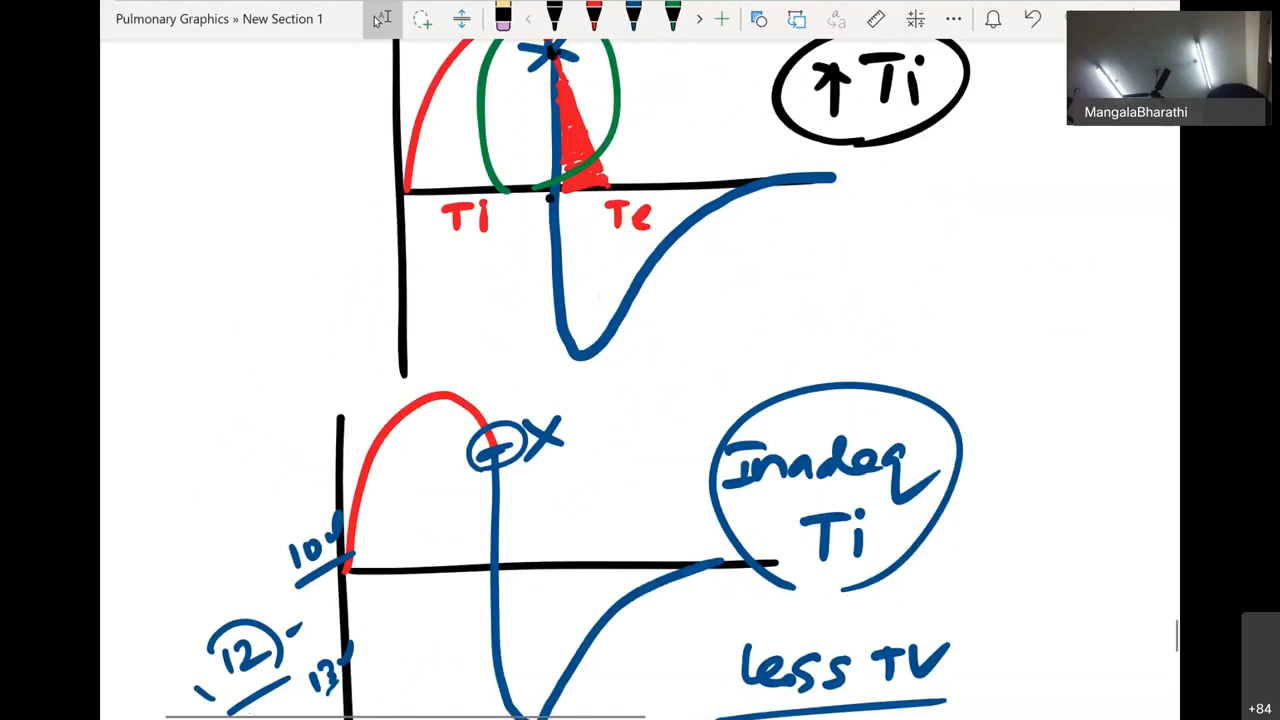 Pulmonary Graphics » New Section 1
MangalaBharathi
↑ Ti
Ti
Te
X
Inadeq
Ti
10
12
13
Less TV
+84